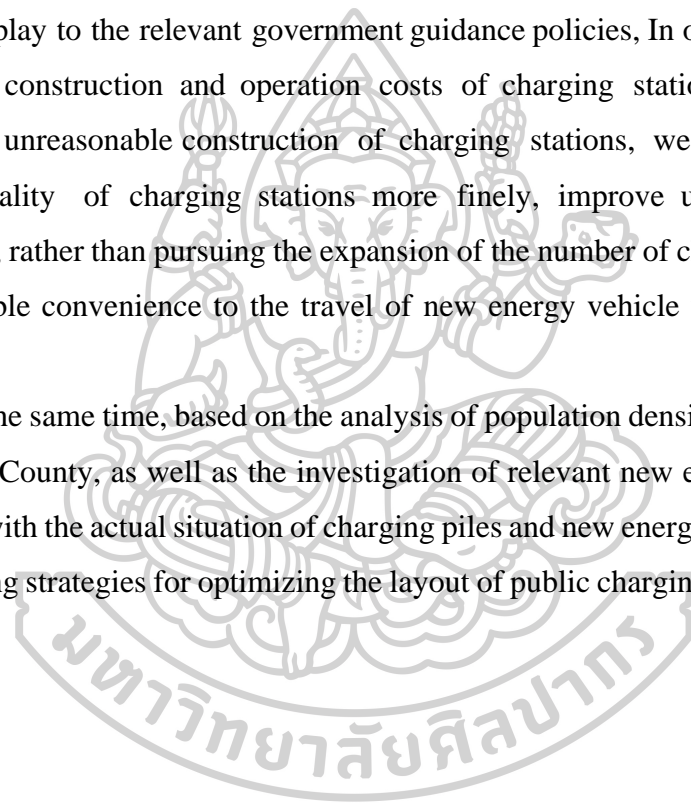 play to the relevant government guidance policies, In o
construction and operation costs of charging stati
unreasonable construction of charging stations, we
ality of charging stations more finely, improve u
, rather than pursuing the expansion of the number of c
ble convenience to the travel of new energy vehicle
ne same time, based on the analysis of population densi
County, as well as the investigation of relevant new e
with the actual situation of charging piles and new energ
ng strategies for optimizing the layout of public chargin
มหาวิทยาลัยศิลปากร